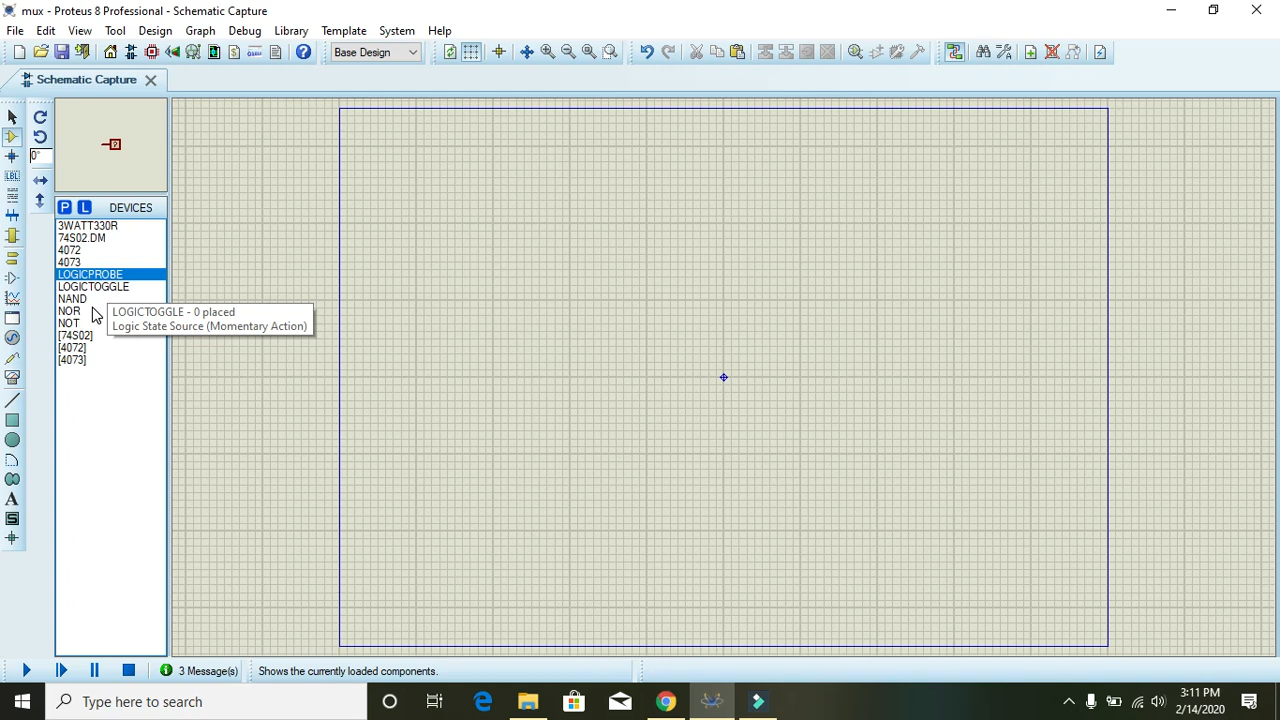 mux - Proteus 8 Professional - Schematic Capture
File Edit View Tool Design Graph Debug Library Template System Help
Base Design
Schematic Capture
0°
LBL
P L DEVICES
3WATT330R
74S02.DM
4072
4073
LOGICPROBE
LOGICTOGGLE
NAND
NOR
NOT
[74S02]
[4072]
[4073]
LOGICTOGGLE - 0 placed
Logic State Source (Momentary Action)
A
S
3 Message(s)
Shows the currently loaded components.
Type here to search
3:11 PM
2/14/2020